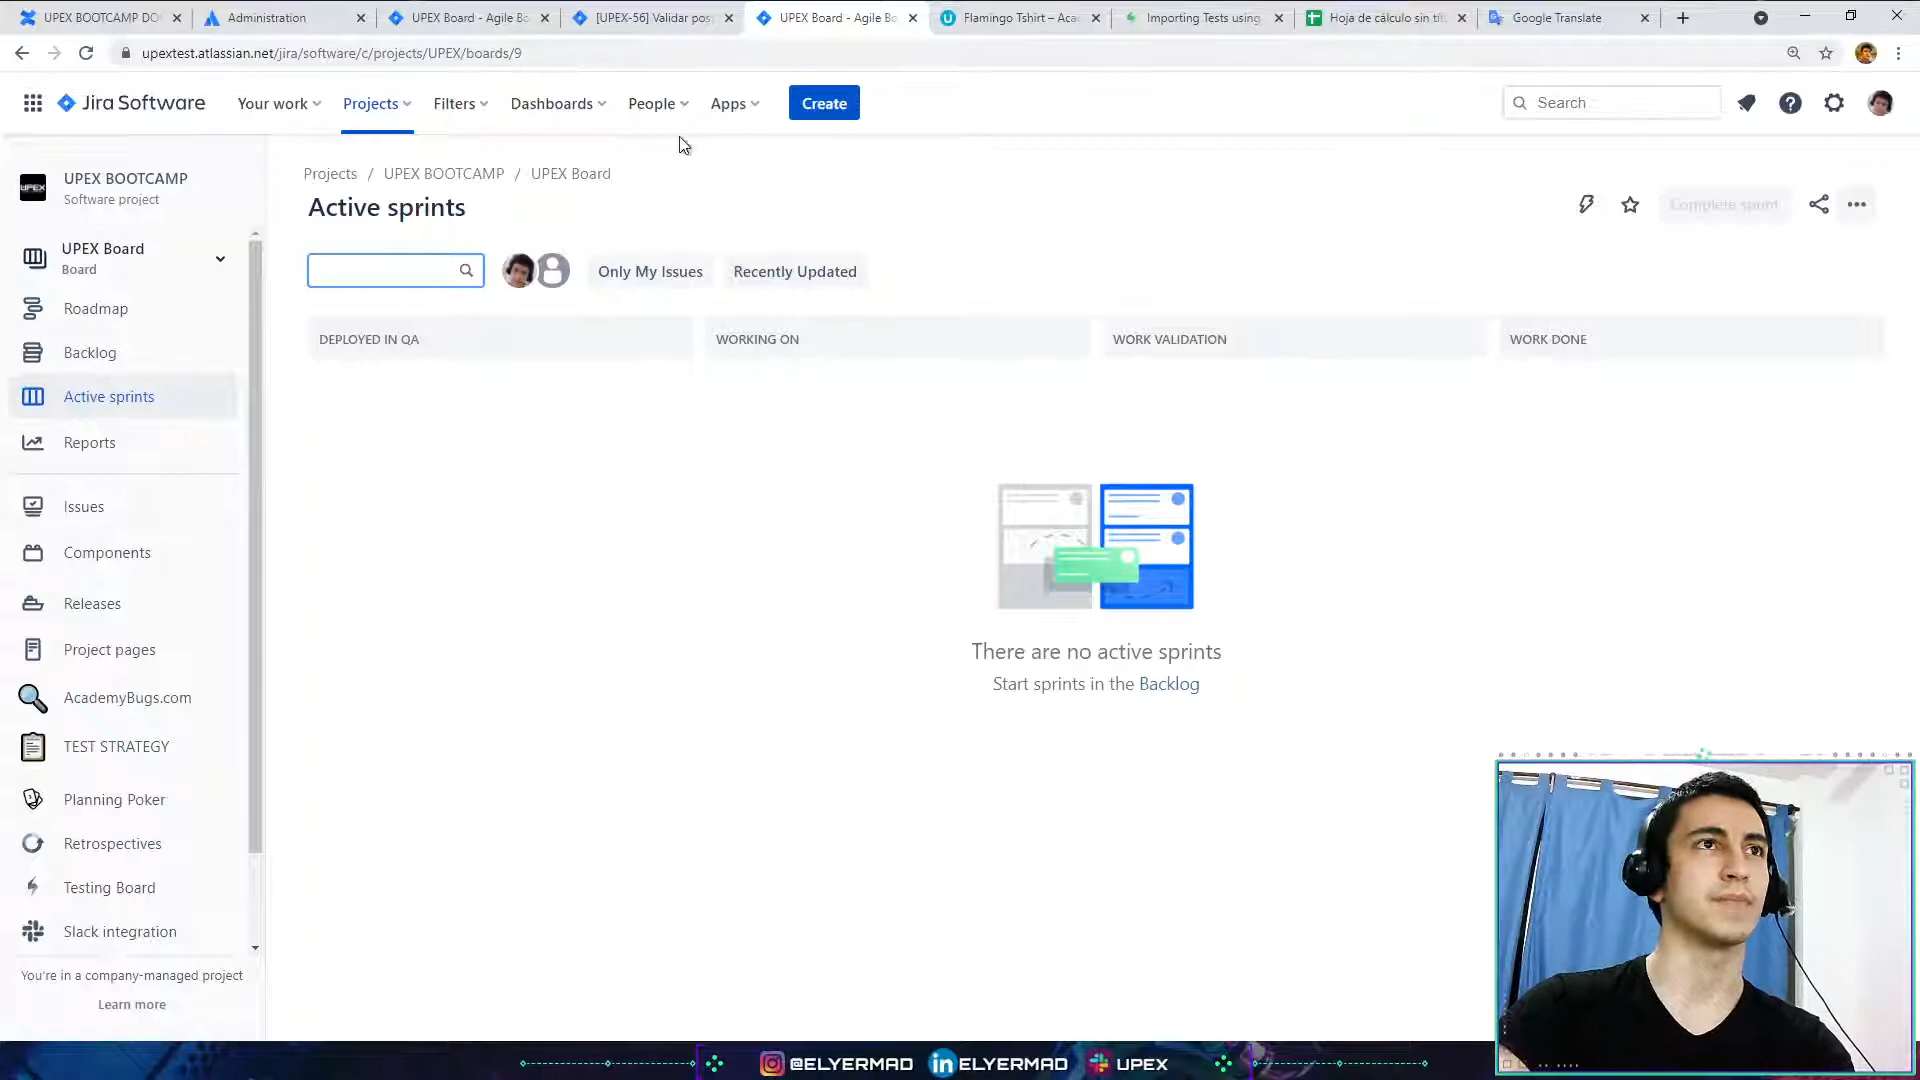 UPEX BOOTCAMP DO
Administration
UPEX Board - Agile Bo
[UPEX-56] Validar pos
UPEX Board - Agile Bo
Flamingo Tshirt – Aca
Importing Tests using
Hoja de cálculo sin tít
Google Translate
upextest.atlassian.net/jira/software/c/projects/UPEX/boards/9
Jira Software
Your work
Projects
Filters
Dashboards
People
Apps
Create
Search
UPEX
UPEX BOOTCAMP
Software project
UPEX Board
Board
Roadmap
Backlog
Active sprints
Reports
Issues
Components
Releases
Project pages
AcademyBugs.com
TEST STRATEGY
Planning Poker
Retrospectives
Testing Board
Slack integration
You're in a company-managed project
Learn more
Projects / UPEX BOOTCAMP / UPEX Board
Active sprints
Complete sprint
Only My Issues
Recently Updated
DEPLOYED IN QA
WORKING ON
WORK VALIDATION
WORK DONE
There are no active sprints
Start sprints in the Backlog
@ELYERMAD
in ELYERMAD
UPEX